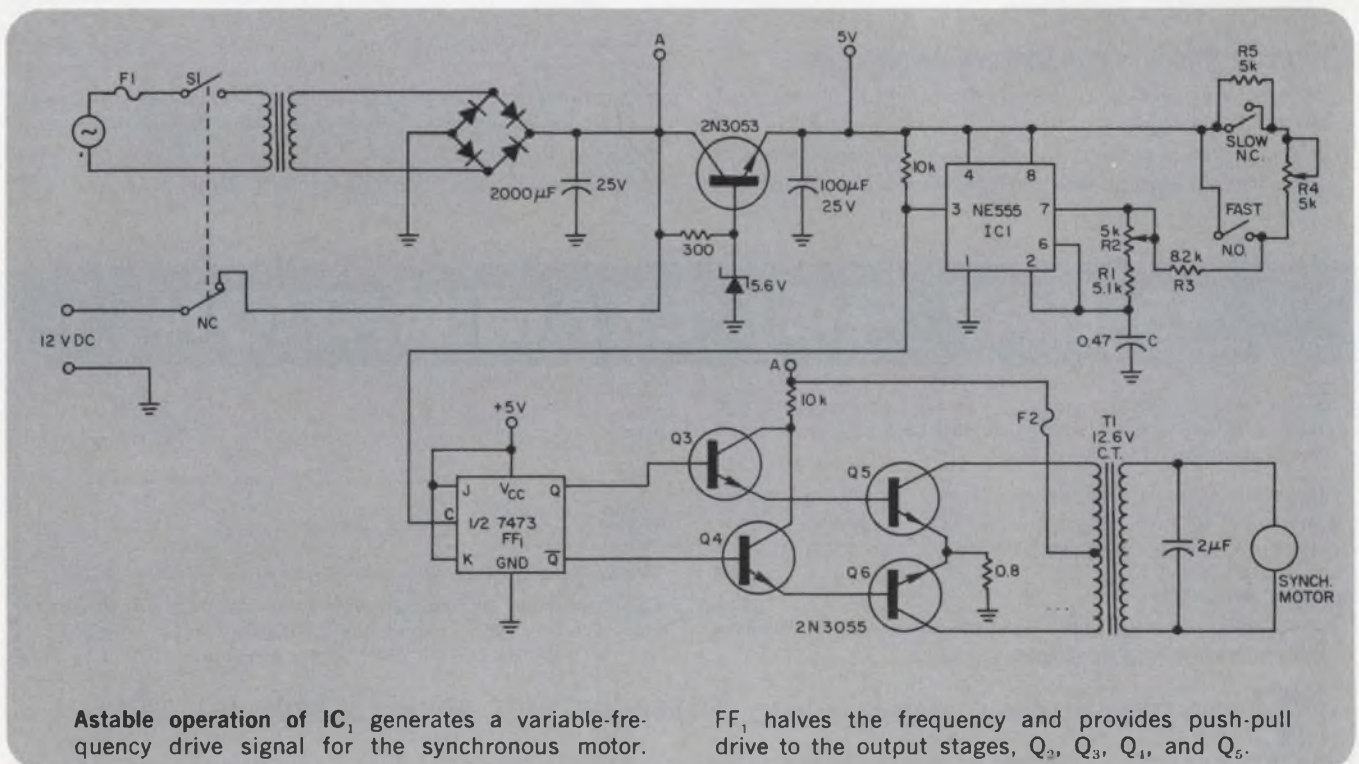 A
5V
F1
S1
R5
5k
2N3053
SLOW
N.C.
10k
4
8
2000µF
25V
100µF
25V
3
NE555
IC1
7
5k
R2
FAST
N.O.
R4
5k
6
8.2k
R3
300
1
2
R1
5.1k
5.6V
NC
12 VDC
0.47
C
A
10k
+5V
F2
T1
12.6V
C.T.
Q3
Q5
J
VCC
Q
C
1/2 7473
FF1
Q4
Q6
0.8
2µF
K
GND
Q̅
SYNCH.
MOTOR
2N3055
Astable operation of IC1 generates a variable-fre-
quency drive signal for the synchronous motor.
FF1 halves the frequency and provides push-pull
drive to the output stages, Q2, Q3, Q4, and Q5.